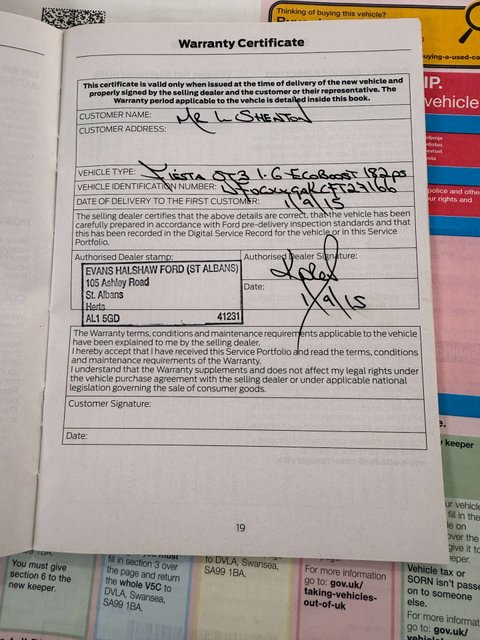 Thinking of buying this vehicle?
buying-a-used-ca
IP.
vehicle
police and other
our rights and
Warranty Certificate
This certificate is valid only when issued at the time of delivery of the new vehicle and
properly signed by the selling dealer and the customer or their representative. The
Warranty period applicable to the vehicle is detailed inside this book.
CUSTOMER NAME: Mr L SHENTON
CUSTOMER ADDRESS:
VEHICLE TYPE: FIESTA ST3 1.6 ECOBOOST 182ps
VEHICLE IDENTIFICATION NUMBER:
DATE OF DELIVERY TO THE FIRST CUSTOMER: 1/9/15
The selling dealer certifies that the above details are correct, that the vehicle has been
carefully prepared in accordance with Ford pre-delivery inspection standards and that
this has been recorded in the Digital Service Record for the vehicle or in this Service
Portfolio.
Authorised Dealer stamp:
EVANS HALSHAW FORD (ST ALBANS)
105 Ashley Road
St. Albans
Herts
AL1 5GD 41231
Authorised Dealer Signature:
Date:
1/9/15
The Warranty terms, conditions and maintenance requirements applicable to the vehicle
have been explained to me by the selling dealer.
I hereby accept that I have received this Service Portfolio and read the terms, conditions
and maintenance requirements of the Warranty.
I understand that the Warranty supplements and does not affect my legal rights under
the vehicle purchase agreement with the selling dealer or under applicable national
legislation governing the sale of consumer goods.
Customer Signature:
Date:
19
You must give
section 6 to the
new keeper.
fill in section 3 over
the page and return
the whole V5C to
DVLA, Swansea,
SA99 1BA.
to DVLA, Swansea,
SA99 1BA.
For more information
go to: gov.uk/
taking-vehicles-
out-of-uk
keeper
Vehicle tax or
SORN isn't passe
on to someone
else.
For more informa
go to: gov.uk/